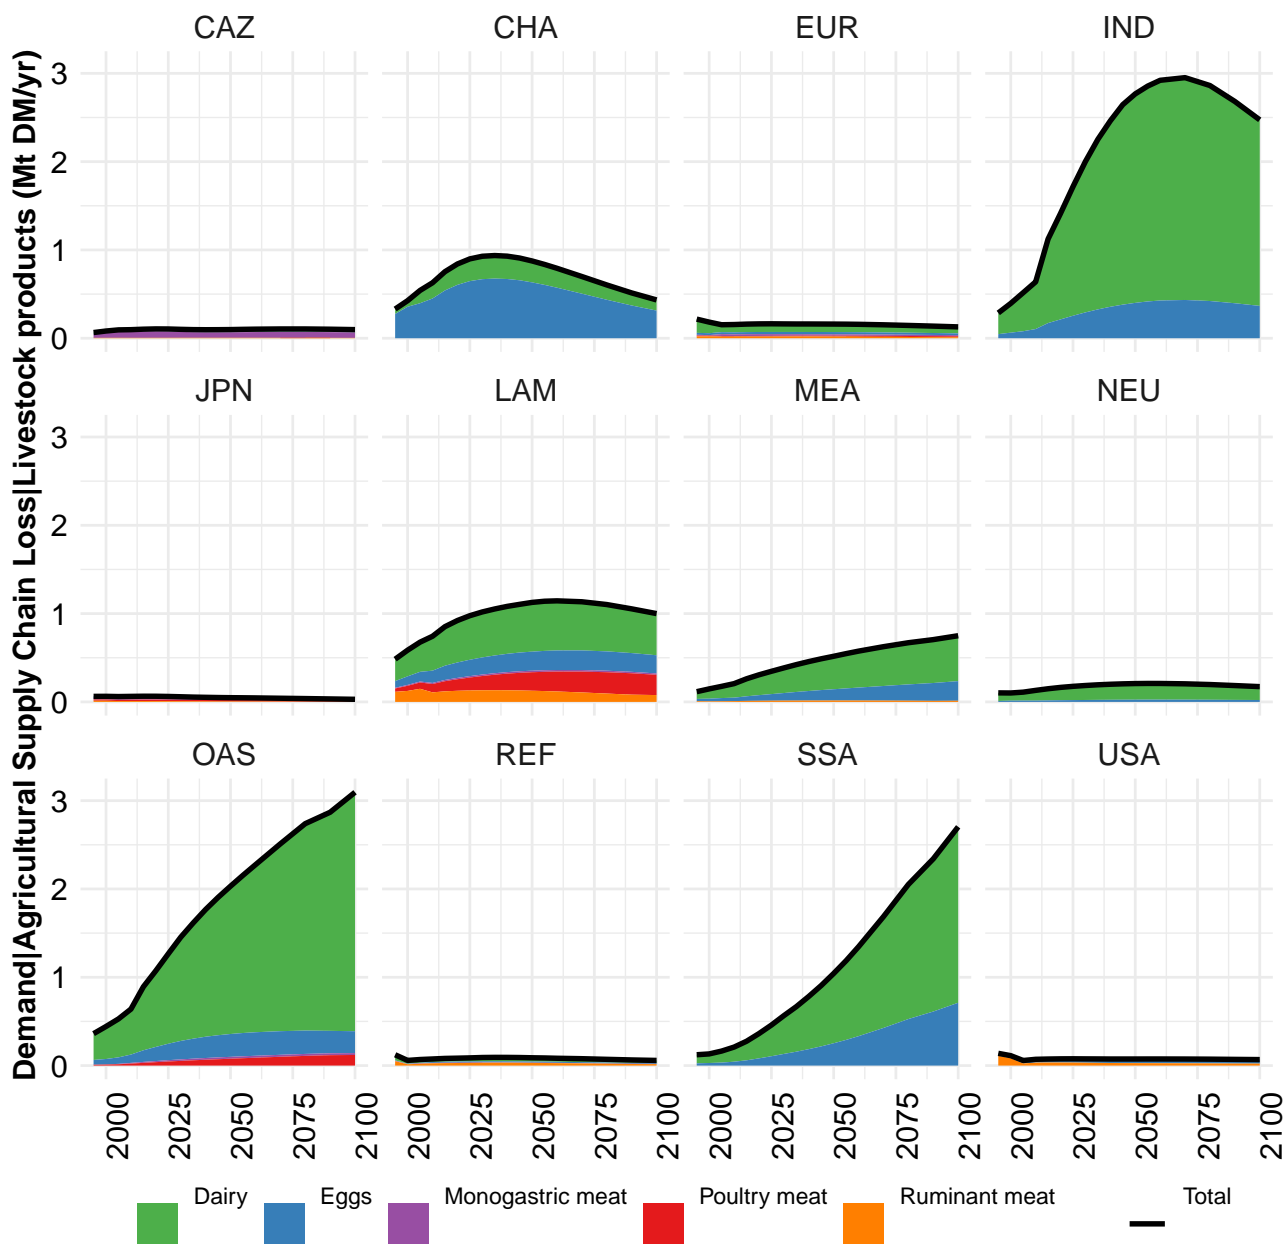 CAZ CHA EUR IND
Demand|Agricultural Supply Chain Loss|Livestock products (Mt DM/yr)
3
2
1
0
JPN LAM MEA NEU
3
2
1
0
OAS REF SSA USA
3
2
1
0
2000 2025 2050 2075 2100 2000 2025 2050 2075 2100 2000 2025 2050 2075 2100 2000 2025 2050 2075 2100
Dairy Eggs Monogastric meat Poultry meat Ruminant meat Total